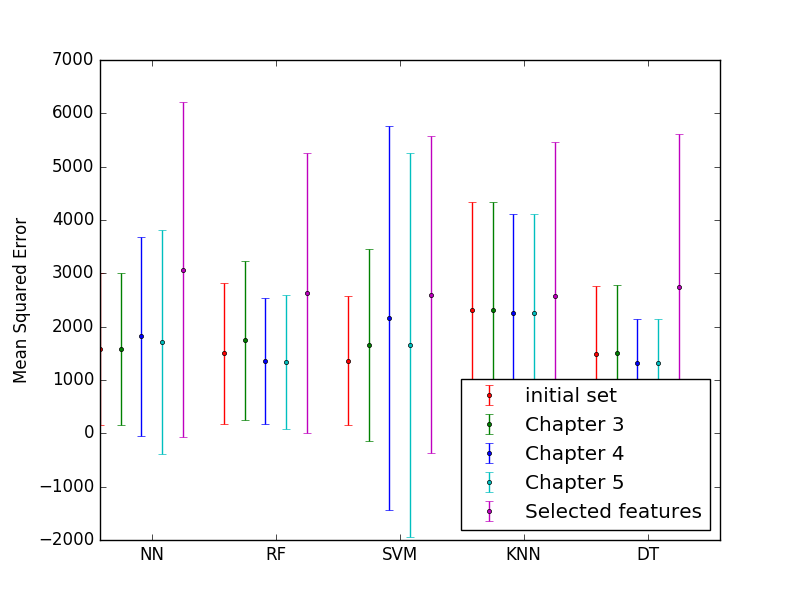 7000
6000
5000
4000
3000
2000
1000
0
−1000
−2000
Mean Squared Error
initial set
Chapter 3
Chapter 4
Chapter 5
Selected features
NN RF SVM KNN DT